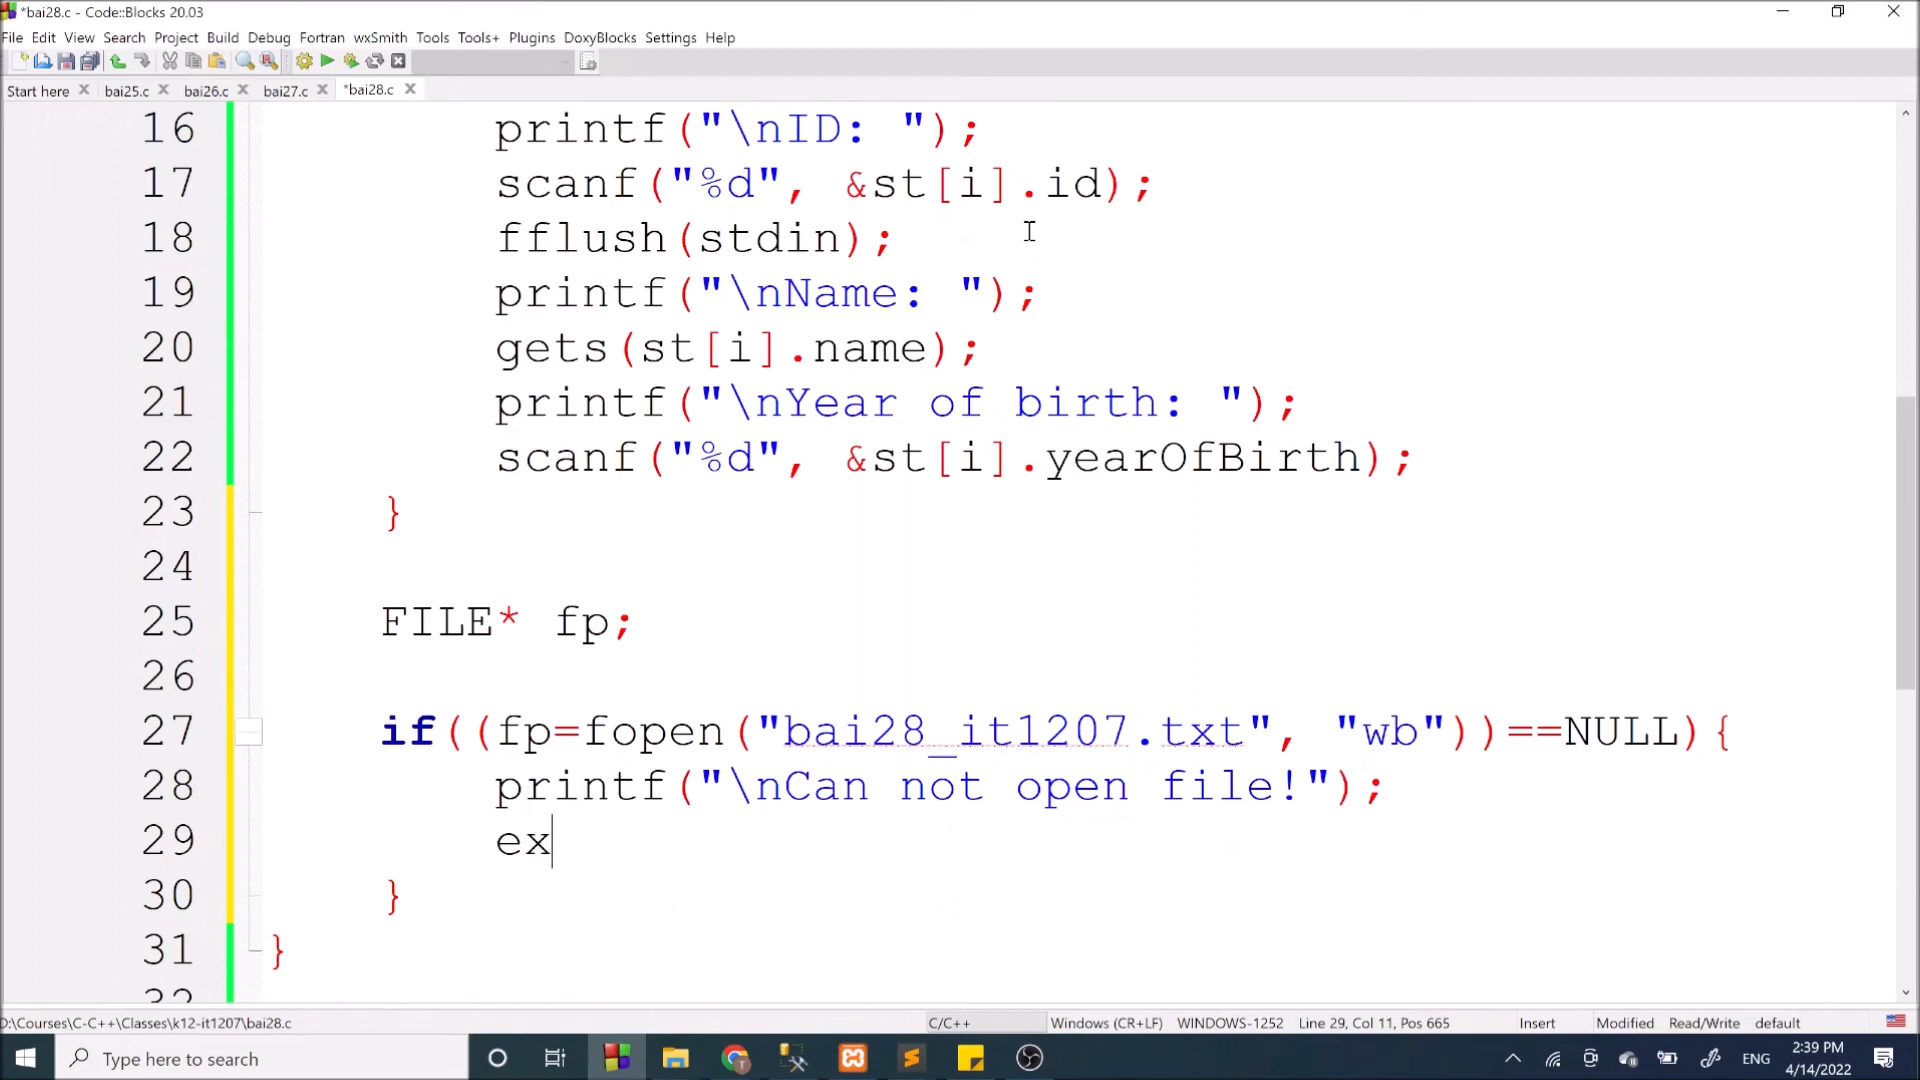 *bai28.c - Code::Blocks 20.03
File Edit View Search Project Build Debug Fortran wxSmith Tools Tools+ Plugins DoxyBlocks Settings Help
Start here bai25.c bai26.c bai27.c *bai28.c
16 printf("\nID: ");
17 scanf("%d", &st[i].id);
18 fflush(stdin);
19 printf("\nName: ");
20 gets(st[i].name);
21 printf("\nYear of birth: ");
22 scanf("%d", &st[i].yearOfBirth);
23 }
24
25 FILE* fp;
26
27 if((fp=fopen("bai28_it1207.txt", "wb"))==NULL){
28 printf("\nCan not open file!");
29 ex
30 }
31 }
32
D:\Courses\C-C++\Classes\k12-it1207\bai28.c C/C++ Windows (CR+LF) WINDOWS-1252 Line 29, Col 11, Pos 665 Insert Modified Read/Write default
Type here to search ENG 2:39 PM
4/14/2022